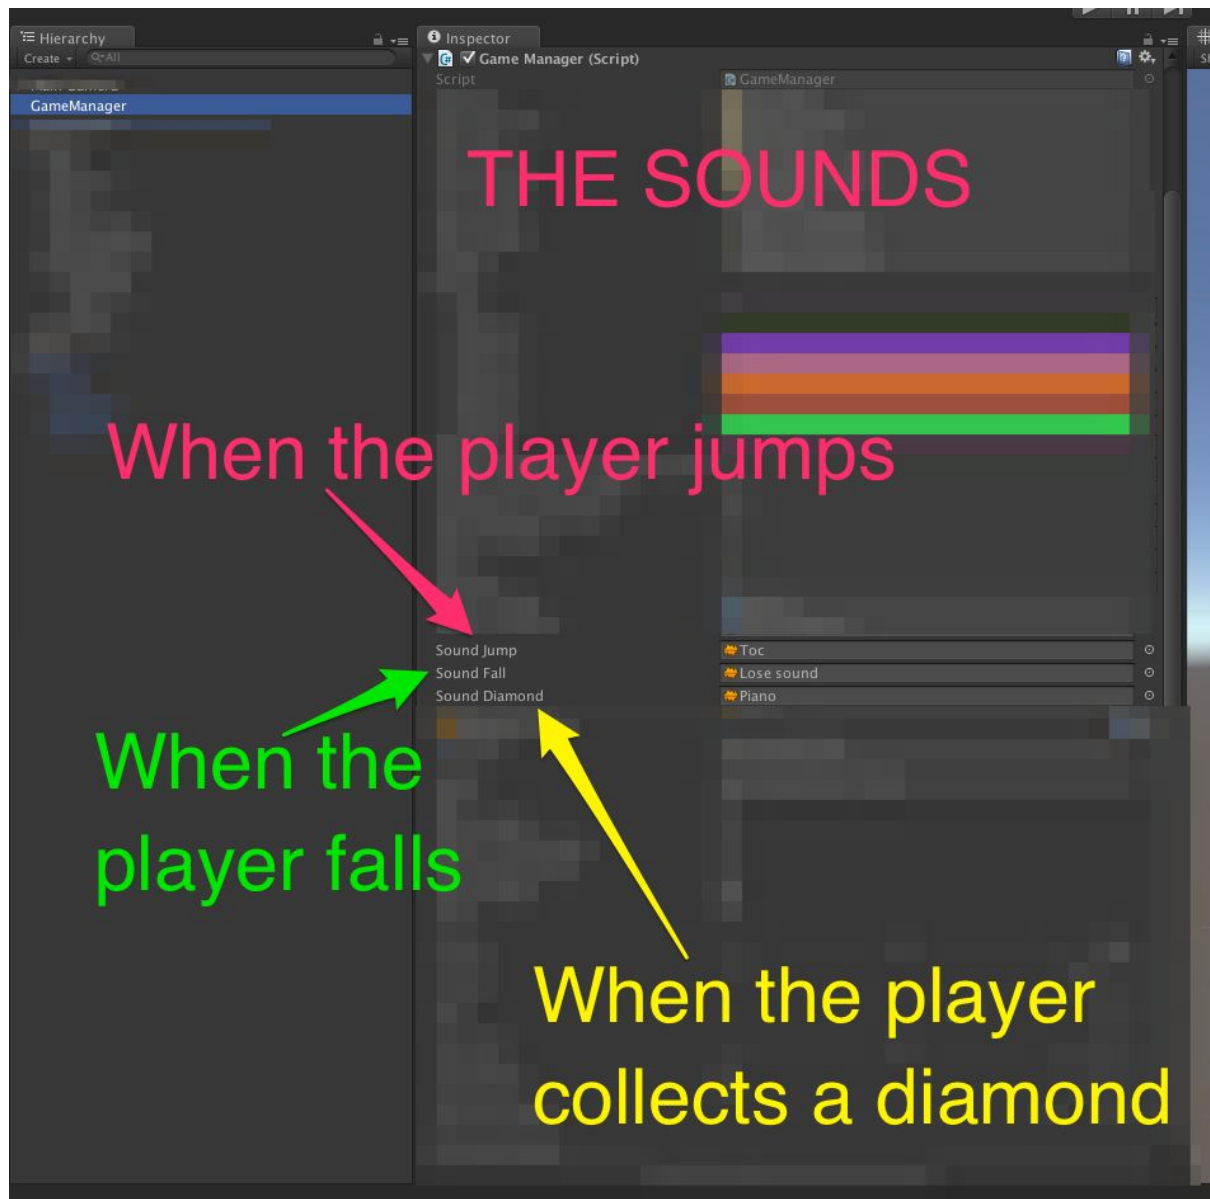 Hierarchy
Inspector
Create
All
Game Manager (Script)
Script
GameManager
GameManager
THE SOUNDS
When the player jumps
Sound Jump
Toc
Sound Fall
Lose sound
Sound Diamond
Piano
When the
player falls
When the player
collects a diamond